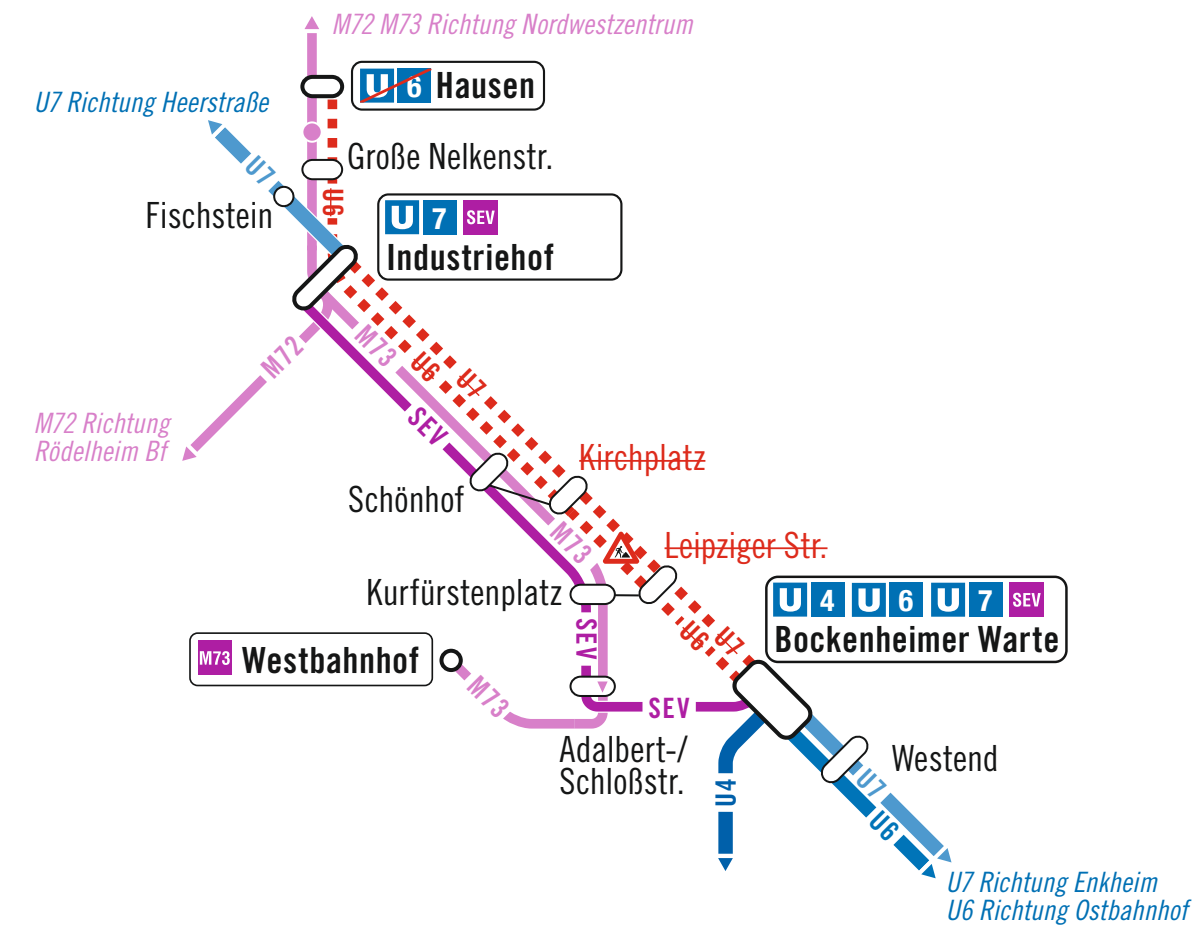 M72 M73 Richtung Nordwestzentrum
U 6 Hausen
U7 Richtung Heerstraße
Große Nelkenstr.
U7
U6
Fischstein
U 7 SEV
Industriehof
M73
M72
U6
U7
SEV
M72 Richtung
Rödelheim Bf
Kirchplatz
Schönhof
M73
Leipziger Str.
Kurfürstenplatz
U 4 U 6 U 7 SEV
Bockenheimer Warte
SEV
U6
U7
M73 Westbahnhof
M73
SEV
Adalbert-/
Schloßstr.
Westend
U4
U7
U6
U7 Richtung Enkheim
U6 Richtung Ostbahnhof